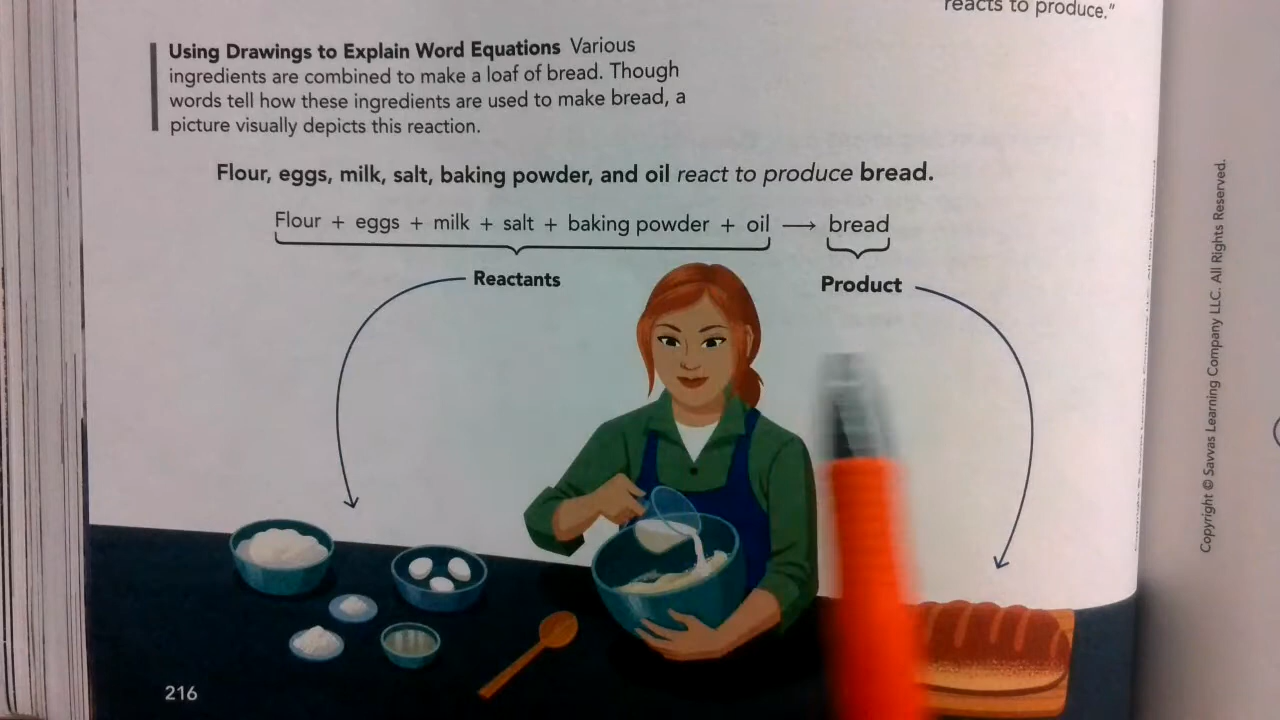 reacts to produce."
Using Drawings to Explain Word Equations Various
ingredients are combined to make a loaf of bread. Though
words tell how these ingredients are used to make bread, a
picture visually depicts this reaction.
Flour, eggs, milk, salt, baking powder, and oil react to produce bread.
Flour + eggs + milk + salt + baking powder + oil ⟶ bread
Reactants
Product
216
Copyright © Savvas Learning Company LLC. All Rights Reserved.